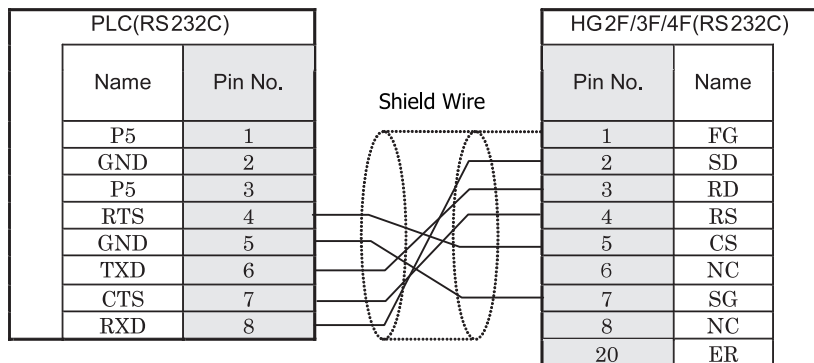 PLC(RS232C)
Name Pin No.
P5 1
GND 2
P5 3
RTS 4
GND 5
TXD 6
CTS 7
RXD 8
Shield Wire
HG2F/3F/4F(RS232C)
Pin No. Name
1 FG
2 SD
3 RD
4 RS
5 CS
6 NC
7 SG
8 NC
20 ER